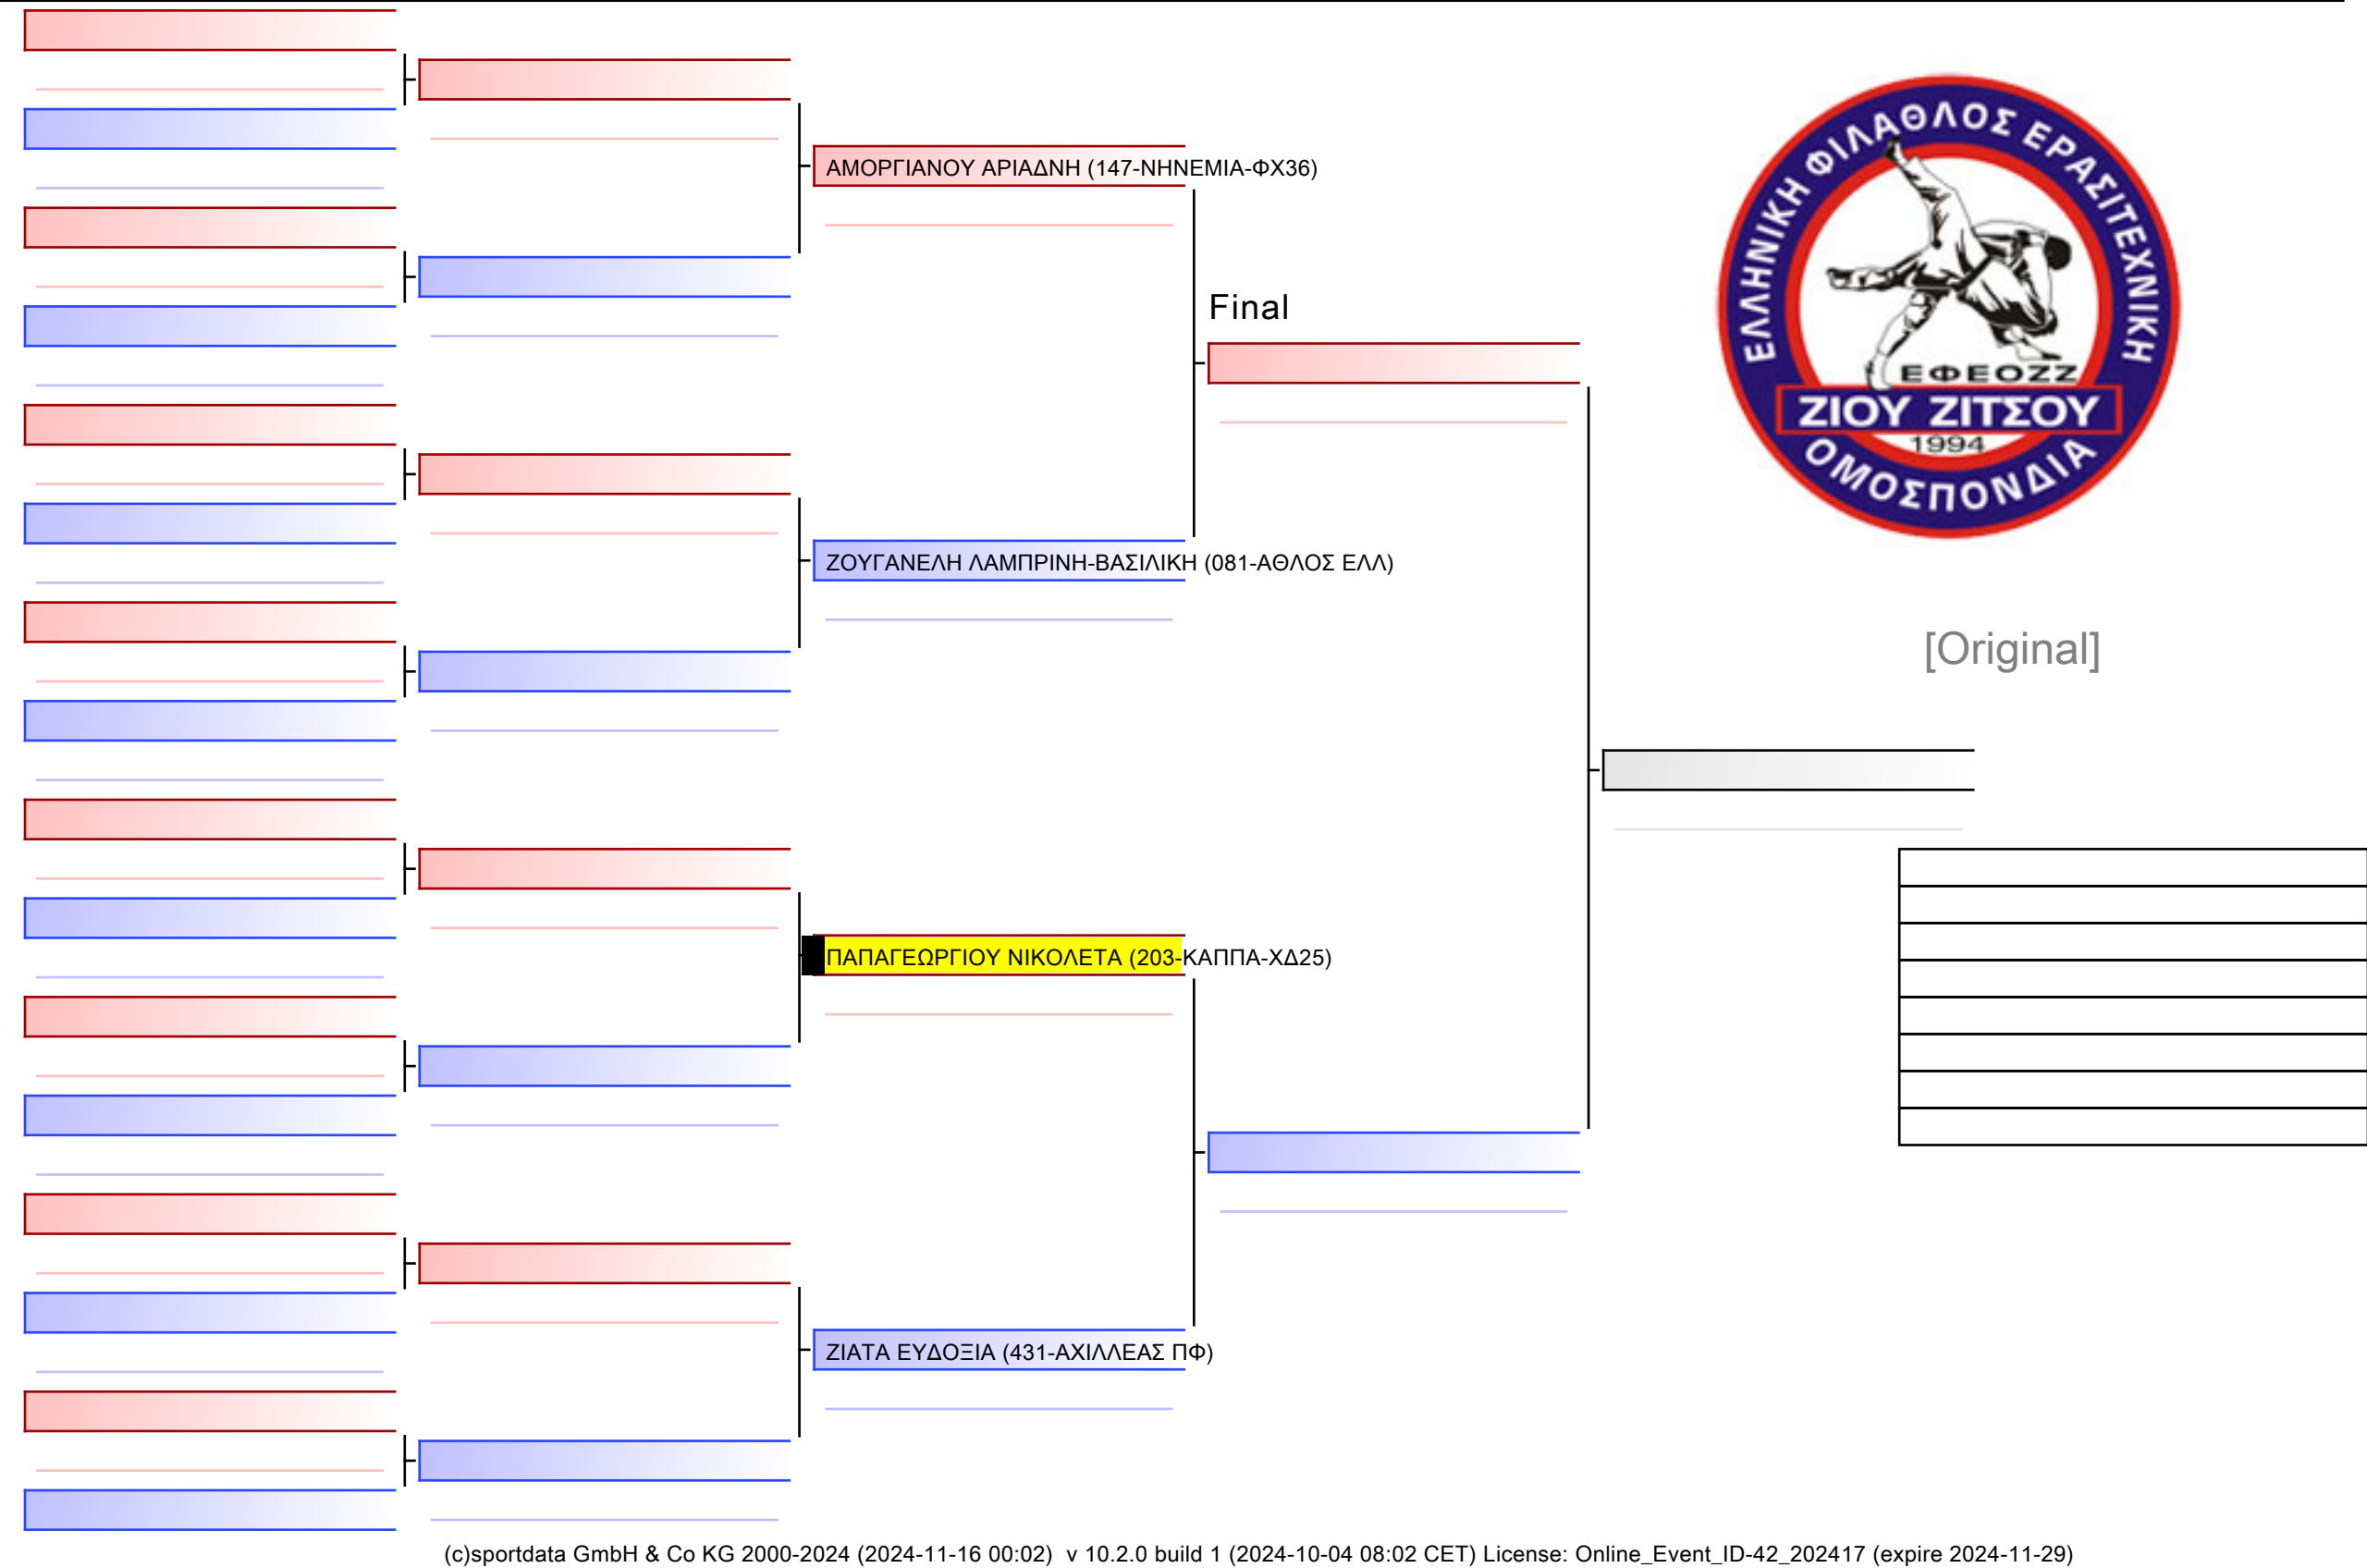 ΑΜΟΡΓΙΑΝΟΥ ΑΡΙΑΔΝΗ (147-ΝΗΝΕΜΙΑ-ΦΧ36)
ΕΛΛΗΝΙΚΗ ΦΙΛΑΘΛΟΣ ΕΡΑΣΙΤΕΧΝΙΚΗ
Final
ΕΦΕΟΖΖ
ΖΙΟΥ ΖΙΤΣΟΥ
1994
ΟΜΟΣΠΟΝΔΙΑ
ΖΟΥΓΑΝΕΛΗ ΛΑΜΠΡΙΝΗ-ΒΑΣΙΛΙΚΗ (081-ΑΘΛΟΣ ΕΛΛ)
[Original]
ΠΑΠΑΓΕΩΡΓΙΟΥ ΝΙΚΟΛΕΤΑ (203-ΚΑΠΠΑ-ΧΔ25)
ΖΙΑΤΑ ΕΥΔΟΞΙΑ (431-ΑΧΙΛΛΕΑΣ ΠΦ)
(c)sportdata GmbH & Co KG 2000-2024 (2024-11-16 00:02) v 10.2.0 build 1 (2024-10-04 08:02 CET) License: Online_Event_ID-42_202417 (expire 2024-11-29)